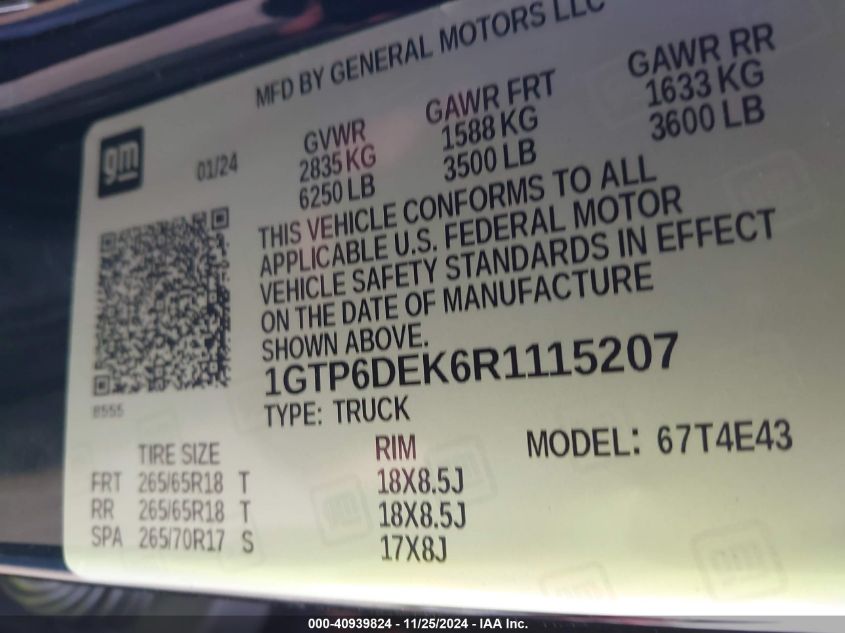 MFD BY GENERAL MOTORS LLC
gm
01/24
GVWR
2835 KG
6250 LB
GAWR FRT
1588 KG
3500 LB
GAWR RR
1633 KG
3600 LB
THIS VEHICLE CONFORMS TO ALL
APPLICABLE U.S. FEDERAL MOTOR
VEHICLE SAFETY STANDARDS IN EFFECT
ON THE DATE OF MANUFACTURE
SHOWN ABOVE.
1GTP6DEK6R1115207
8555
TYPE: TRUCK
MODEL: 67T4E43
TIRE SIZE RIM
FRT 265/65R18 T 18X8.5J
RR 265/65R18 T 18X8.5J
SPA 265/70R17 S 17X8J
000-40939824 - 11/25/2024 - IAA Inc.